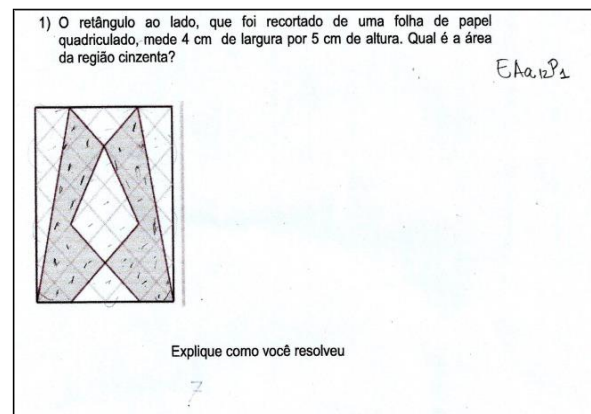 1) O retângulo ao lado, que foi recortado de uma folha de papel
quadriculado, mede 4 cm de largura por 5 cm de altura. Qual é a área
da região cinzenta?
EAa12P1
Explique como você resolveu
7